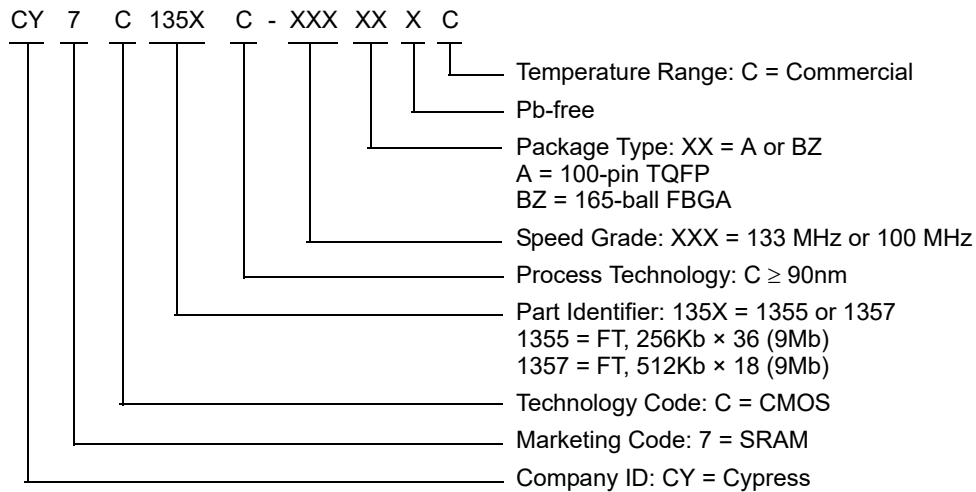 CY 7 C 135X C - XXX XX X C
Temperature Range: C = Commercial
Pb-free
Package Type: XX = A or BZ
A = 100-pin TQFP
BZ = 165-ball FBGA
Speed Grade: XXX = 133 MHz or 100 MHz
Process Technology: C ≥ 90nm
Part Identifier: 135X = 1355 or 1357
1355 = FT, 256Kb × 36 (9Mb)
1357 = FT, 512Kb × 18 (9Mb)
Technology Code: C = CMOS
Marketing Code: 7 = SRAM
Company ID: CY = Cypress